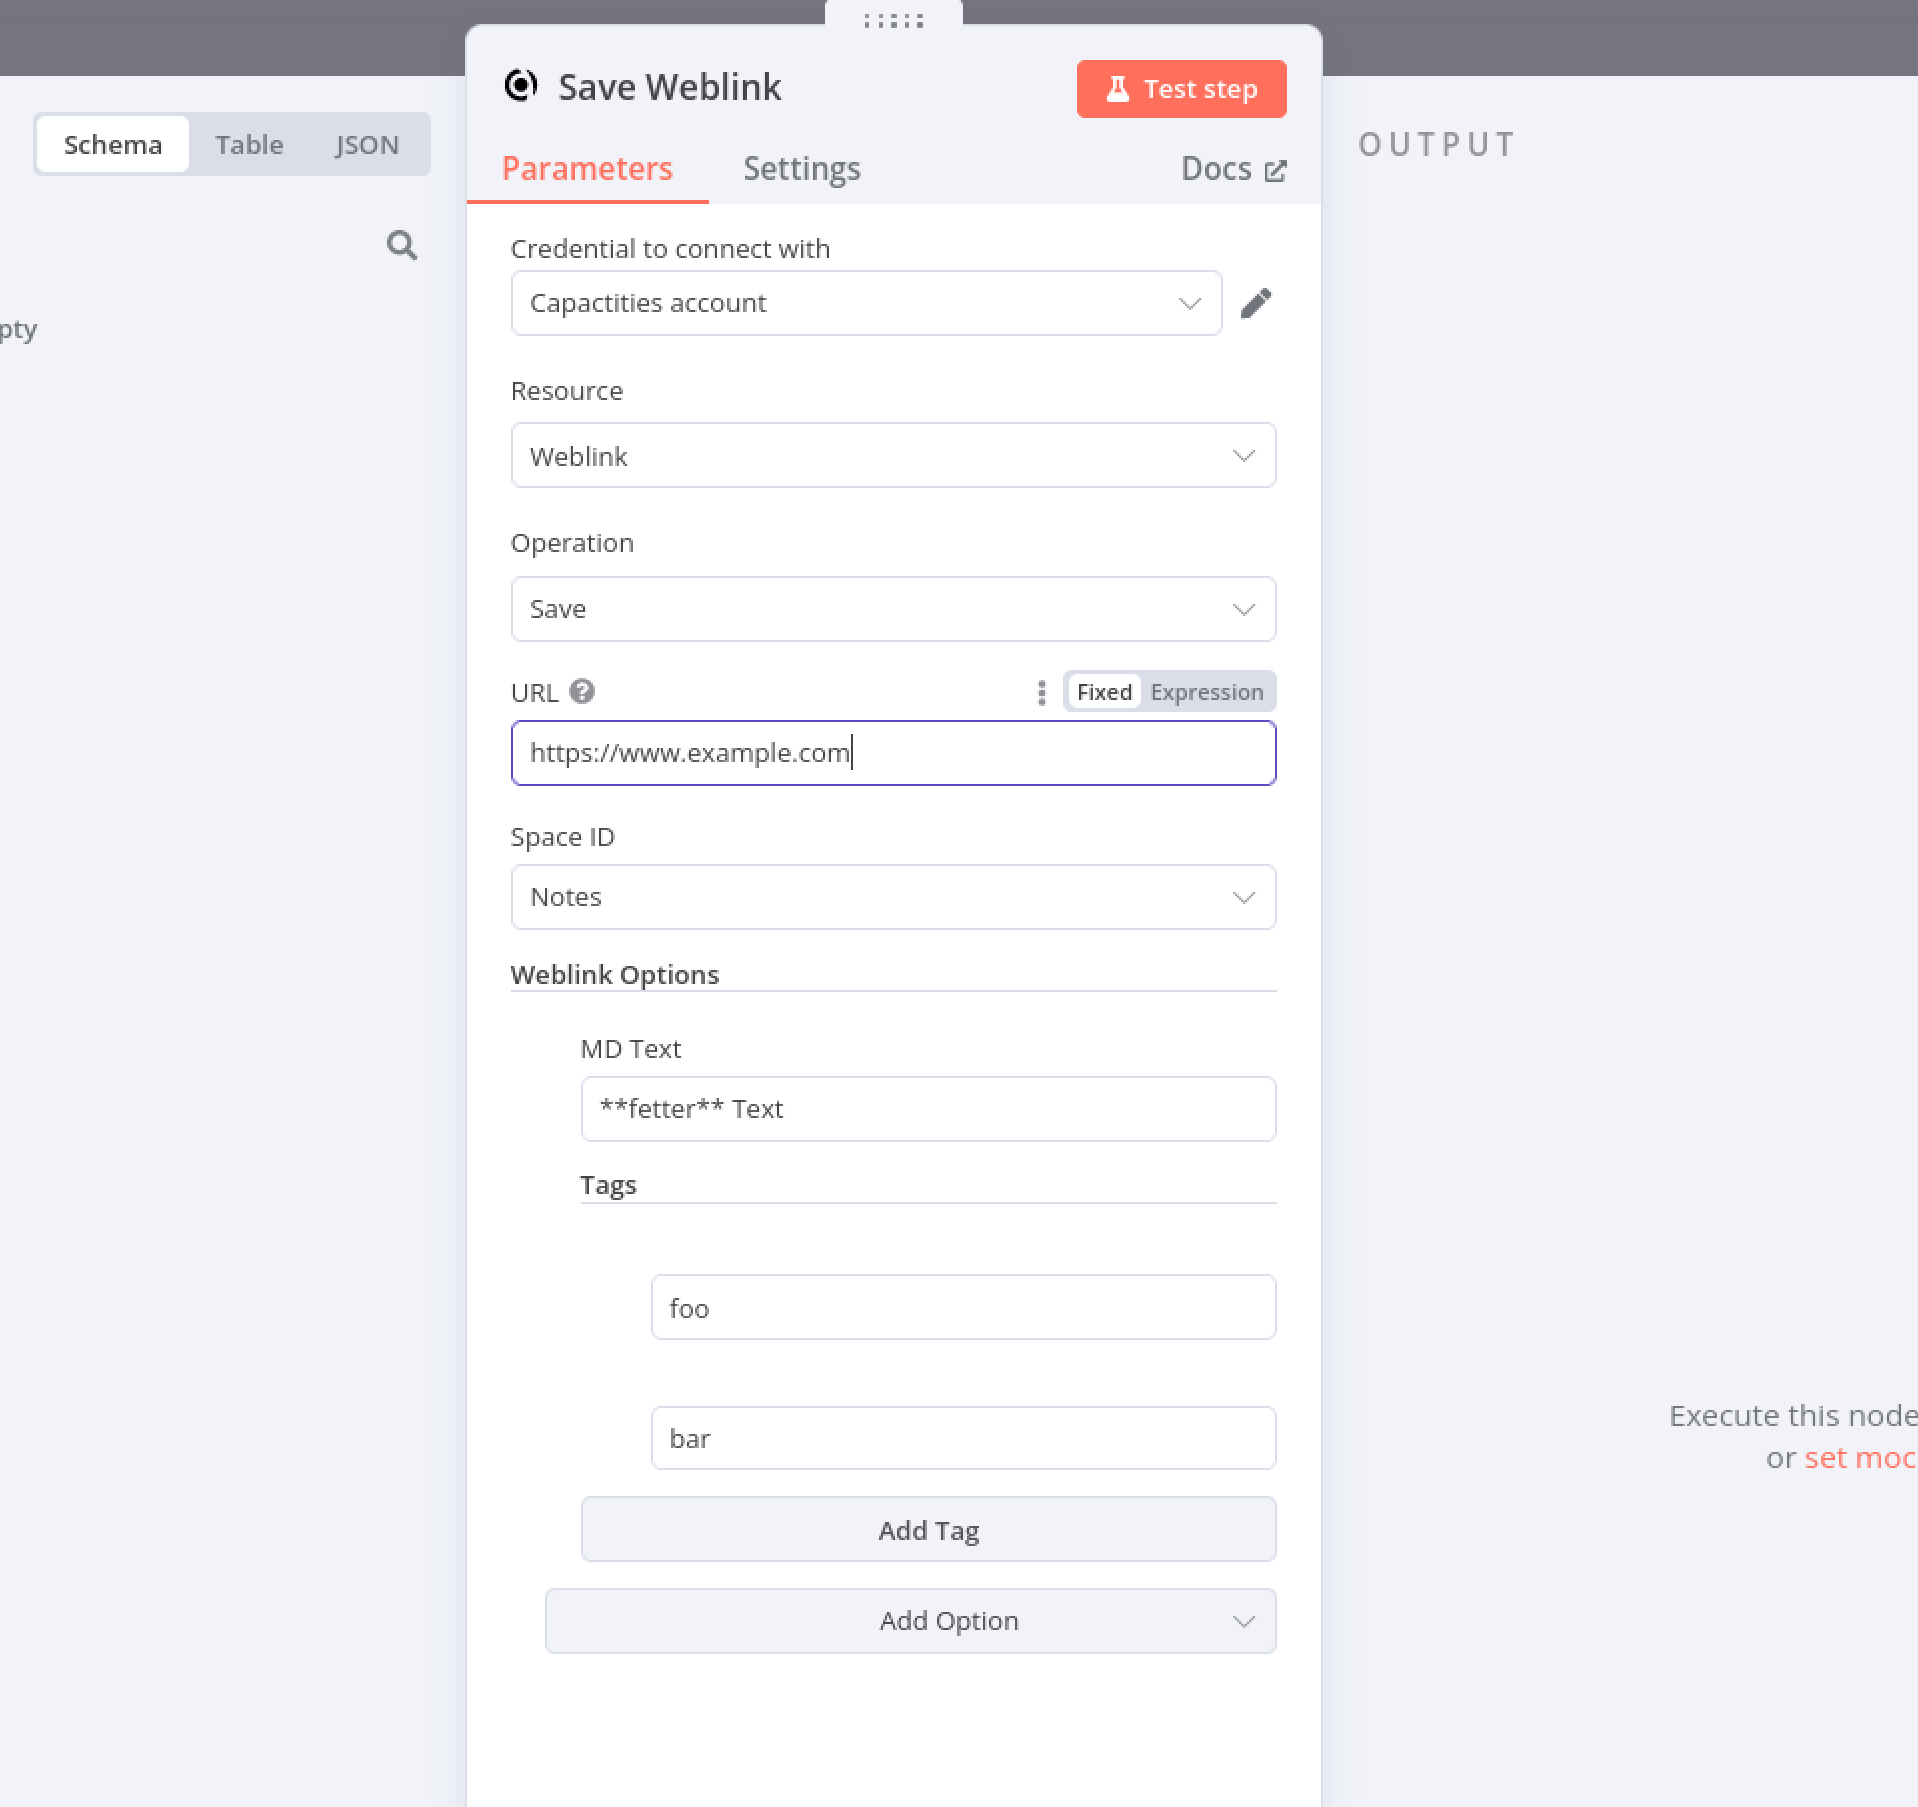 Save Weblink
Test step
Schema Table JSON
Parameters Settings Docs
OUTPUT
Credential to connect with
Capactities account
pty
Resource
Weblink
Operation
Save
URL
Fixed Expression
https://www.example.com
Space ID
Notes
Weblink Options
MD Text
**fetter** Text
Tags
foo
bar
Add Tag
Add Option
Execute this node
or set moc